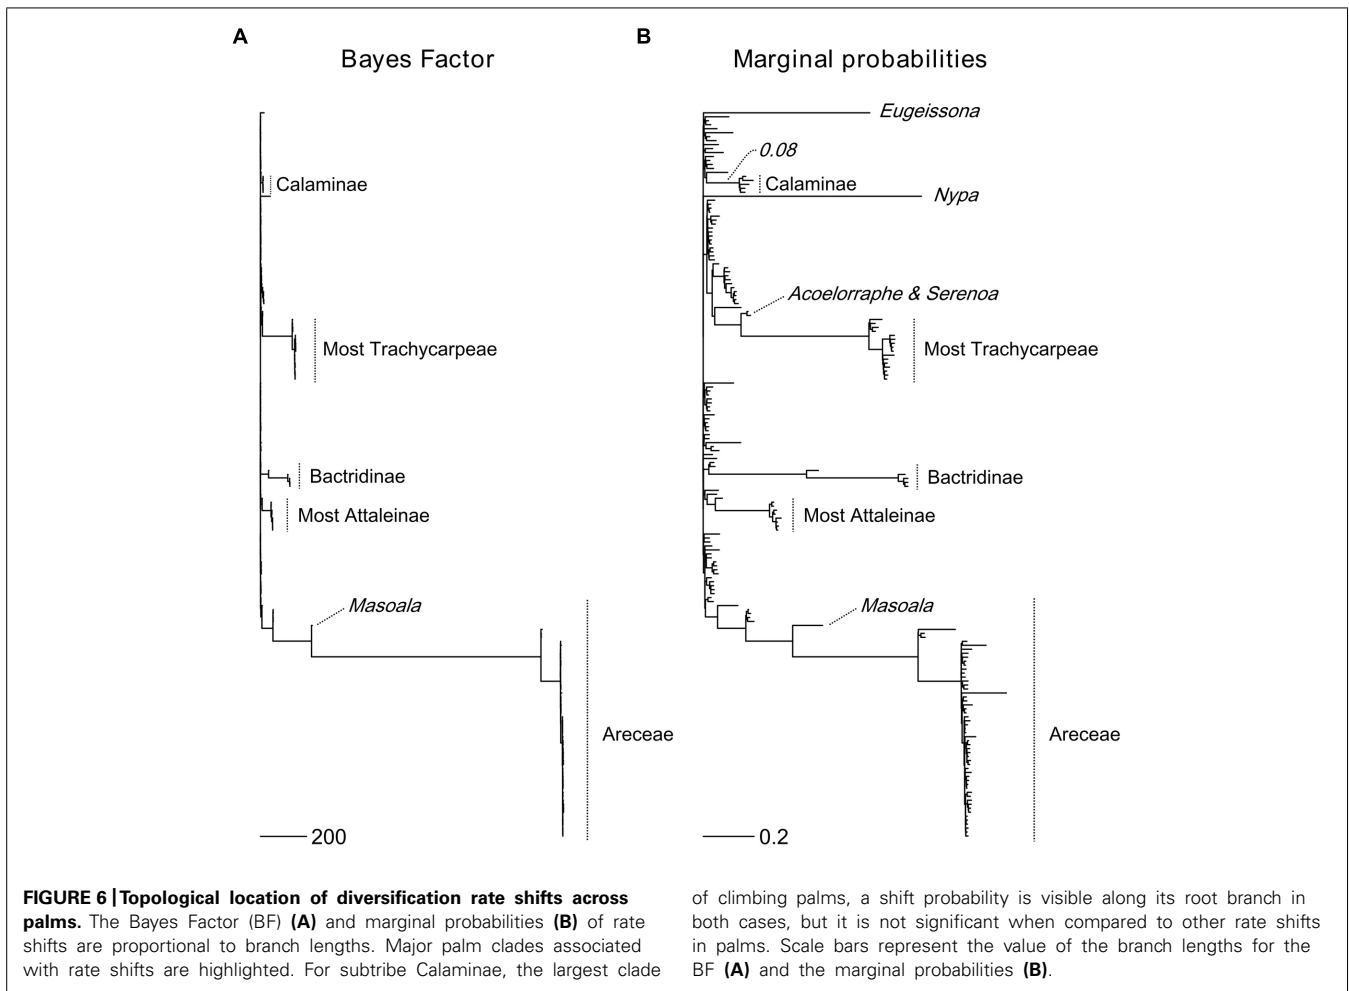 A
Bayes Factor
Calaminae
Most Trachycarpeae
Bactridinae
Most Attaleinae
Masoala
Areceae
200
B
Marginal probabilities
Eugeissona
0.08
Calaminae
Nypa
Acoelorraphe & Serenoa
Most Trachycarpeae
Bactridinae
Most Attaleinae
Masoala
Areceae
0.2
FIGURE 6 | Topological location of diversification rate shifts across
palms. The Bayes Factor (BF) (A) and marginal probabilities (B) of rate
shifts are proportional to branch lengths. Major palm clades associated
with rate shifts are highlighted. For subtribe Calaminae, the largest clade
of climbing palms, a shift probability is visible along its root branch in
both cases, but it is not significant when compared to other rate shifts
in palms. Scale bars represent the value of the branch lengths for the
BF (A) and the marginal probabilities (B).